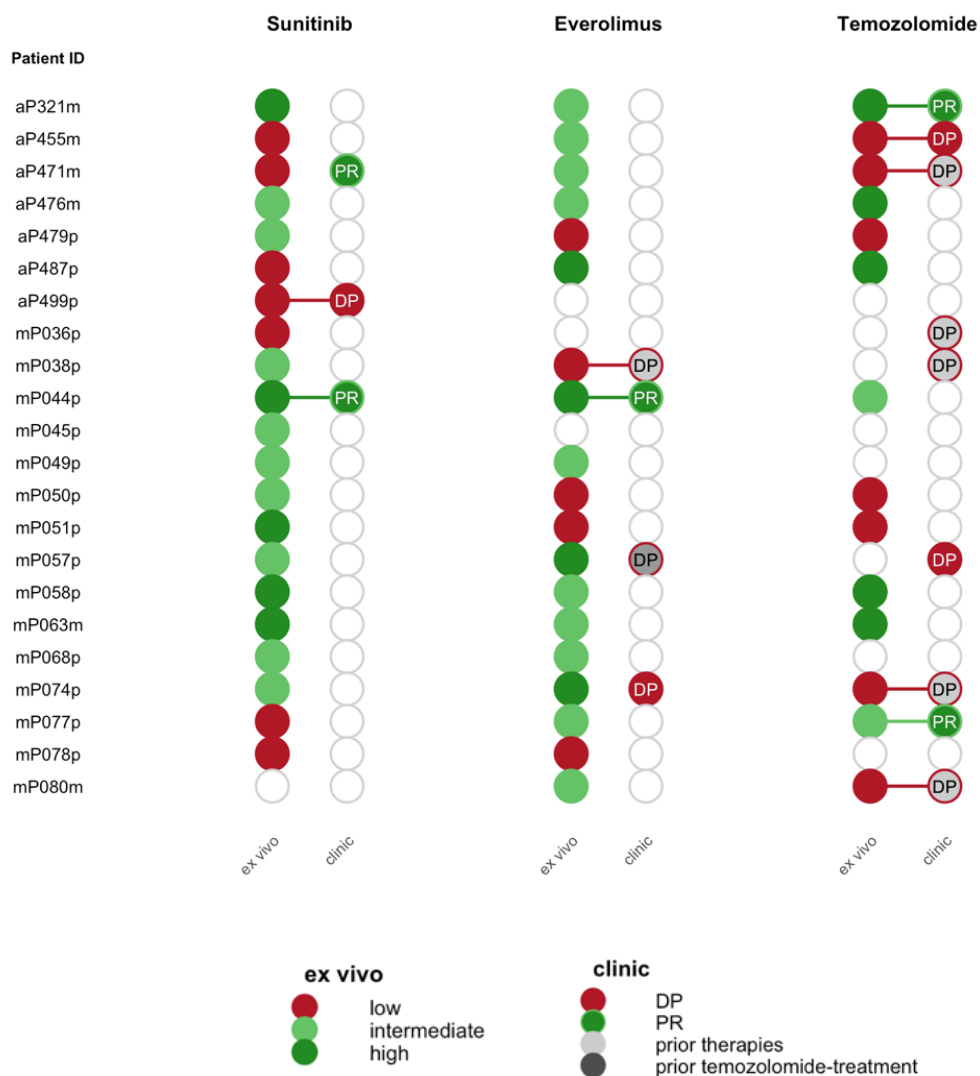 Sunitinib Everolimus Temozolomide
Patient ID
aP321m PR
aP455m DP
aP471m PR DP
aP476m
aP479p
aP487p
aP499p DP
mP036p DP
mP038p DP DP
mP044p PR PR
mP045p
mP049p
mP050p
mP051p
mP057p DP DP
mP058p
mP063m
mP068p
mP074p DP DP
mP077p PR
mP078p
mP080m DP
ex vivo clinic ex vivo clinic ex vivo clinic
ex vivo
low
intermediate
high
clinic
DP
PR
prior therapies
prior temozolomide-treatment